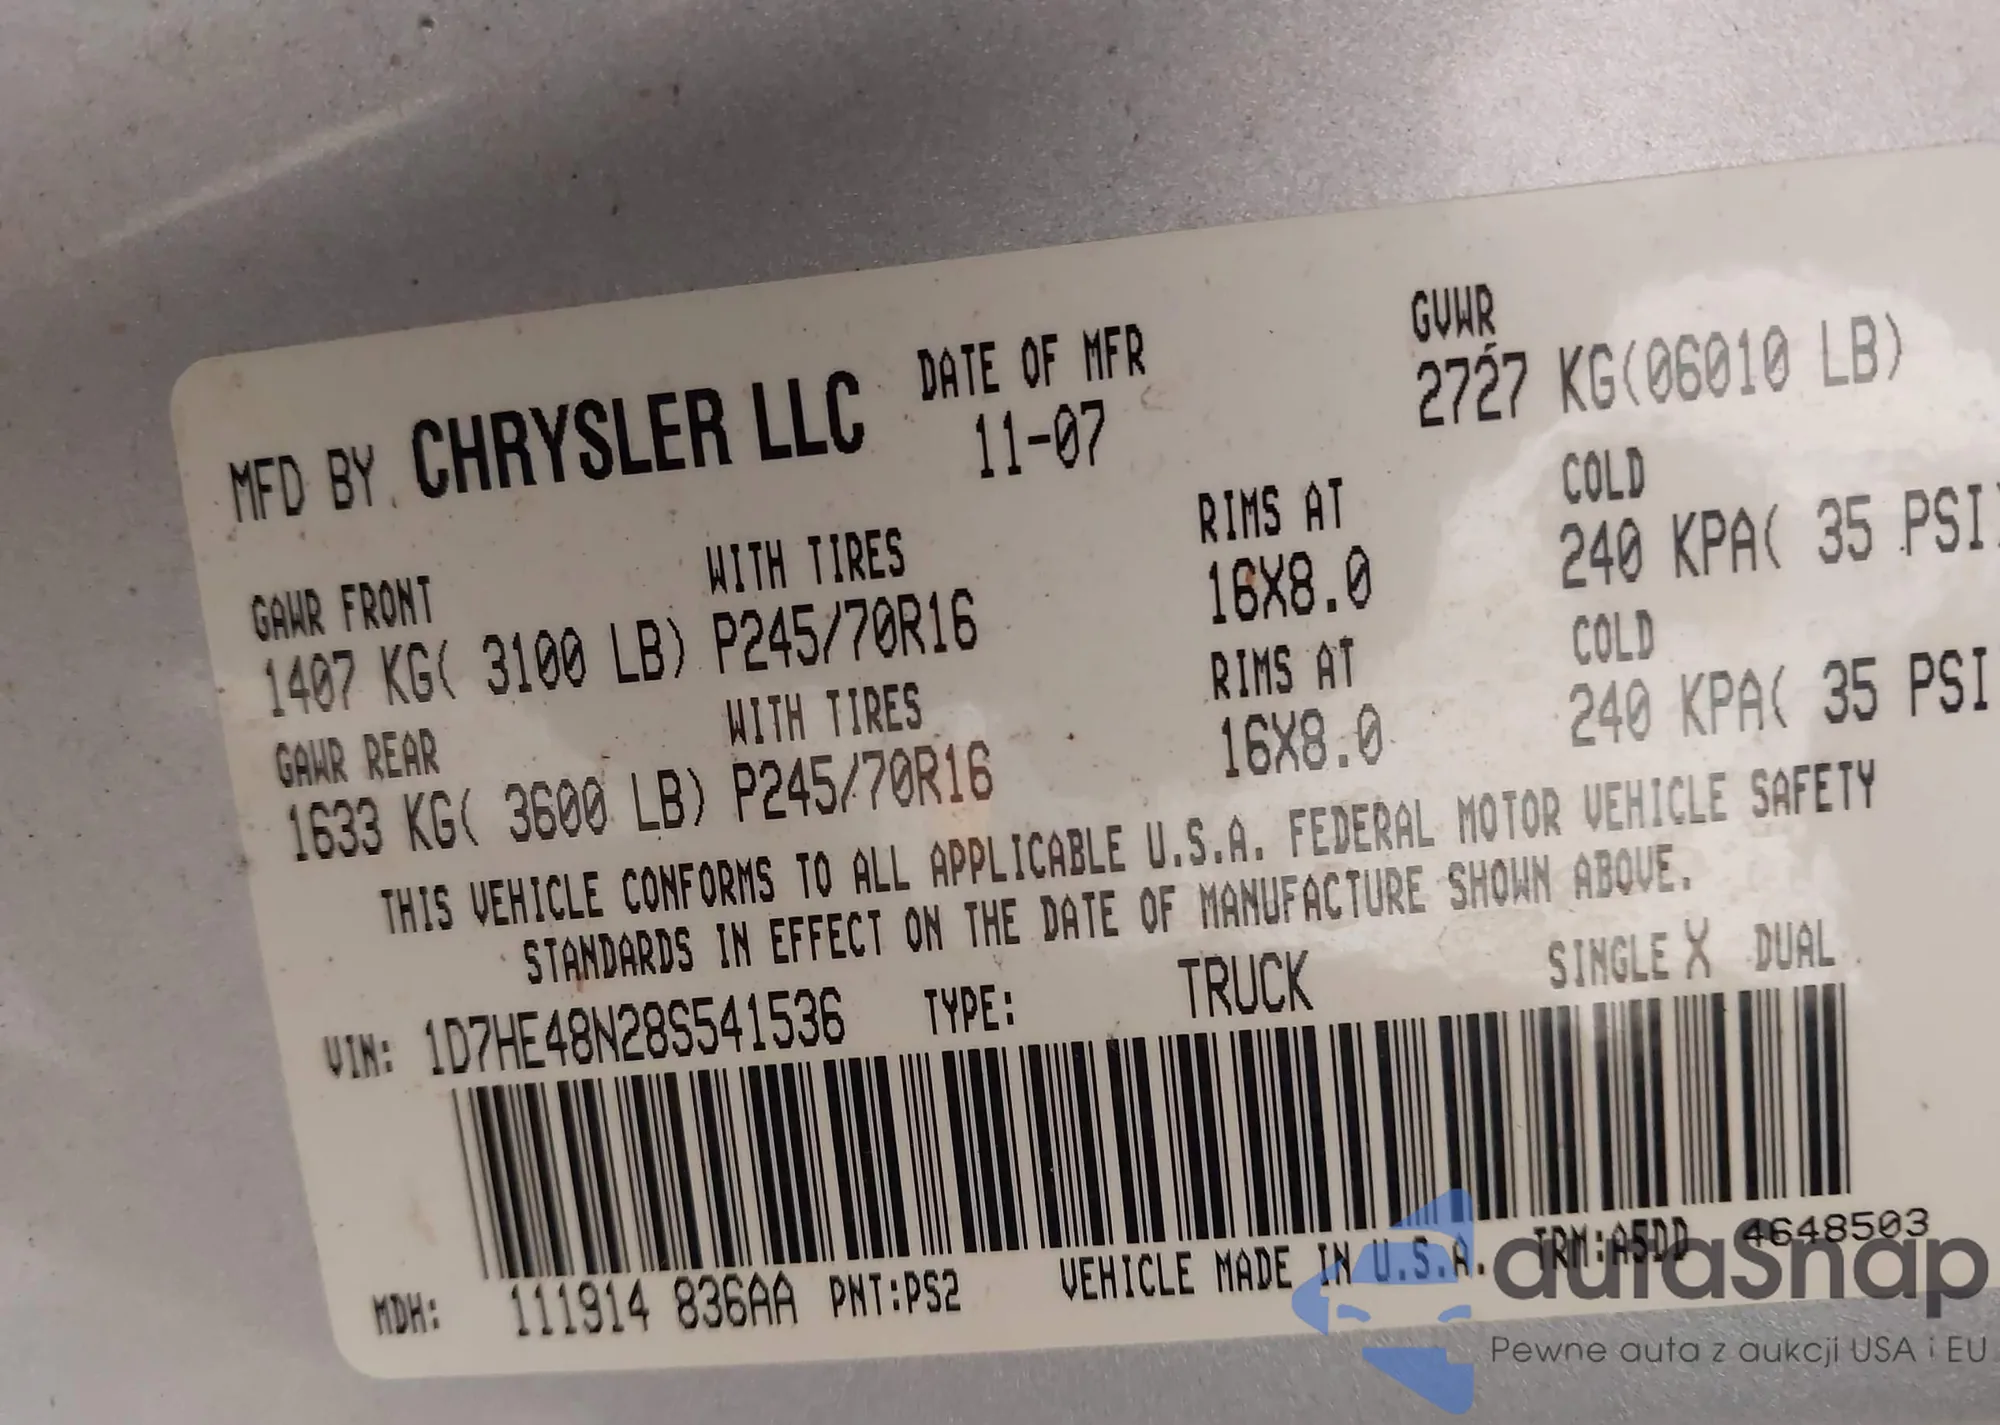 MFD BY CHRYSLER LLC DATE OF MFR 11-07 GVWR 2727 KG(06010 LB)
GAWR FRONT WITH TIRES RIMS AT COLD
1407 KG( 3100 LB) P245/70R16 16X8.0 240 KPA( 35 PSI)
GAWR REAR WITH TIRES RIMS AT COLD
1633 KG( 3600 LB) P245/70R16 16X8.0 240 KPA( 35 PSI
THIS VEHICLE CONFORMS TO ALL APPLICABLE U.S.A. FEDERAL MOTOR VEHICLE SAFETY
STANDARDS IN EFFECT ON THE DATE OF MANUFACTURE SHOWN ABOVE.
VIN: 1D7HE48N28S541536 TYPE: TRUCK SINGLE X DUAL
MDH: 111914 836AA PNT:PS2 VEHICLE MADE IN U.S.A. TRM:A5DD 4648503
autaSnap
Pewne auta z aukcji USA i EU